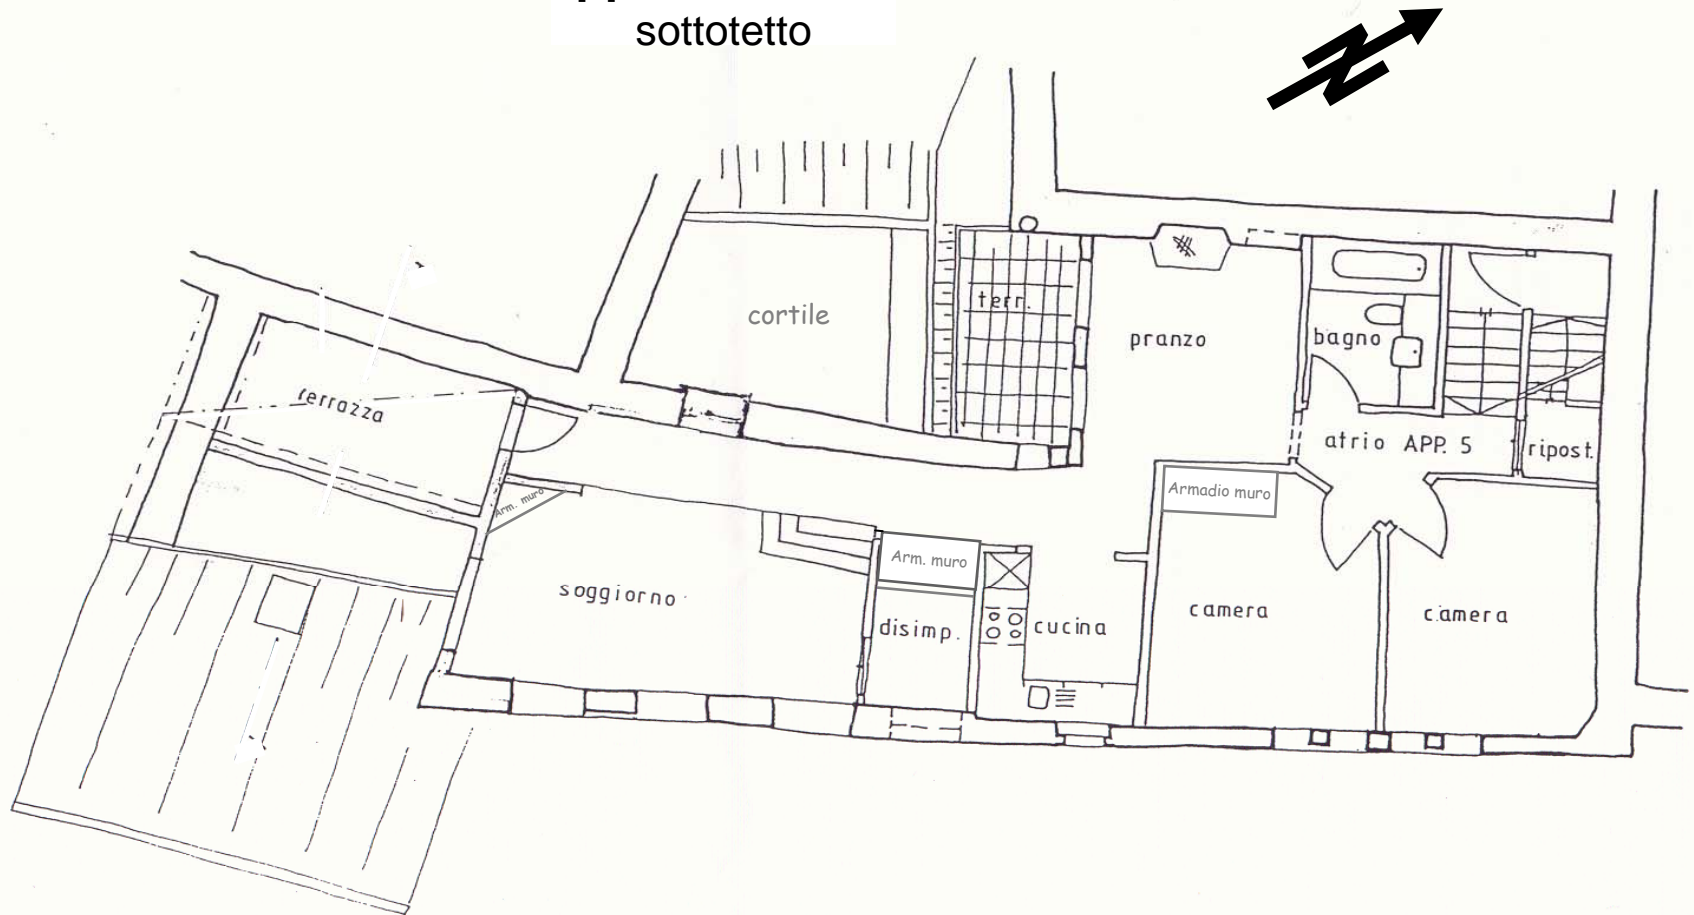 sottotetto
N
cortile
terr.
pranzo
bagno
terrazza
atrio APP. 5
ripost.
Armadio muro
Arm. muro
Arm. muro
soggiorno
disimp.
cucina
camera
camera